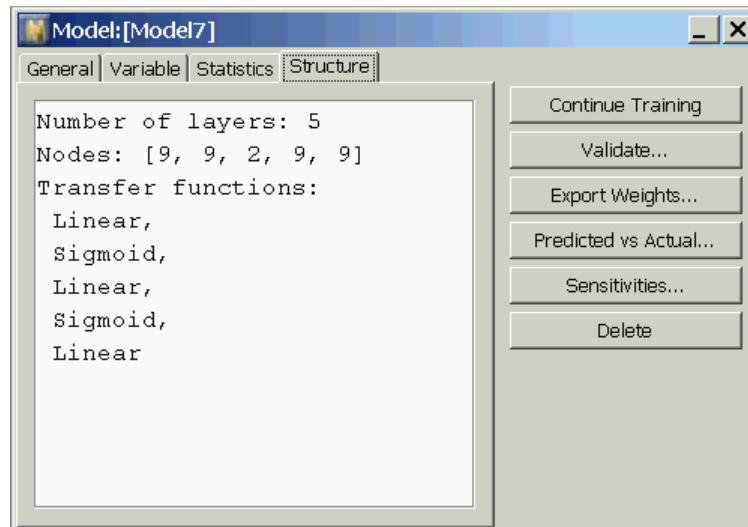 Model:[Model7]
General Variable Statistics Structure
Number of layers: 5
Nodes: [9, 9, 2, 9, 9]
Transfer functions:
Linear,
Sigmoid,
Linear,
Sigmoid,
Linear
Continue Training
Validate...
Export Weights...
Predicted vs Actual...
Sensitivities...
Delete